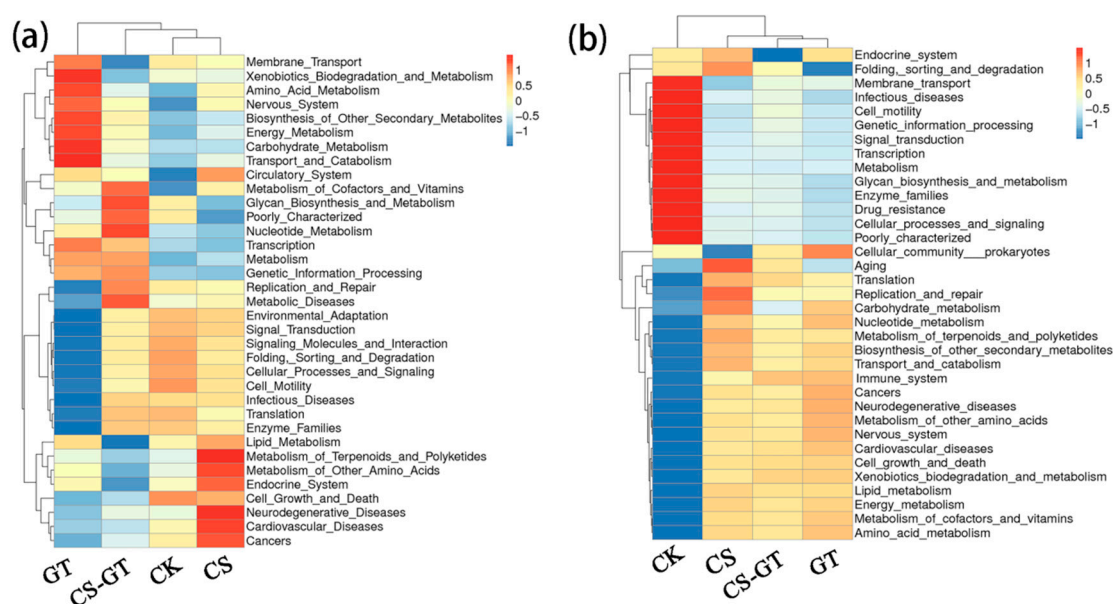 (a)
Membrane_Transport
Xenobiotics_Biodegradation_and_Metabolism
Amino_Acid_Metabolism
Nervous_System
Biosynthesis_of_Other_Secondary_Metabolites
Energy_Metabolism
Carbohydrate_Metabolism
Transport_and_Catabolism
Circulatory_System
Metabolism_of_Cofactors_and_Vitamins
Glycan_Biosynthesis_and_Metabolism
Poorly_Characterized
Nucleotide_Metabolism
Transcription
Metabolism
Genetic_Information_Processing
Replication_and_Repair
Metabolic_Diseases
Environmental_Adaptation
Signal_Transduction
Signaling_Molecules_and_Interaction
Folding,_Sorting_and_Degradation
Cellular_Processes_and_Signaling
Cell_Motility
Infectious_Diseases
Translation
Enzyme_Families
Lipid_Metabolism
Metabolism_of_Terpenoids_and_Polyketides
Metabolism_of_Other_Amino_Acids
Endocrine_System
Cell_Growth_and_Death
Neurodegenerative_Diseases
Cardiovascular_Diseases
Cancers
1
0.5
−0.5
−1
GT
CS-GT
CK
CS
(b)
Endocrine_system
Folding,_sorting_and_degradation
Membrane_transport
Infectious_diseases
Cell_motility
Genetic_information_processing
Signal_transduction
Transcription
Metabolism
Glycan_biosynthesis_and_metabolism
Enzyme_families
Drug_resistance
Cellular_processes_and_signaling
Poorly_characterized
Cellular_community___prokaryotes
Aging
Translation
Replication_and_repair
Carbohydrate_metabolism
Nucleotide_metabolism
Metabolism_of_terpenoids_and_polyketides
Biosynthesis_of_other_secondary_metabolites
Transport_and_catabolism
Immune_system
Cancers
Neurodegenerative_diseases
Metabolism_of_other_amino_acids
Nervous_system
Cardiovascular_diseases
Cell_growth_and_death
Xenobiotics_biodegradation_and_metabolism
Lipid_metabolism
Energy_metabolism
Metabolism_of_cofactors_and_vitamins
Amino_acid_metabolism
1
0.5
−0.5
−1
CK
CS
CS-GT
GT